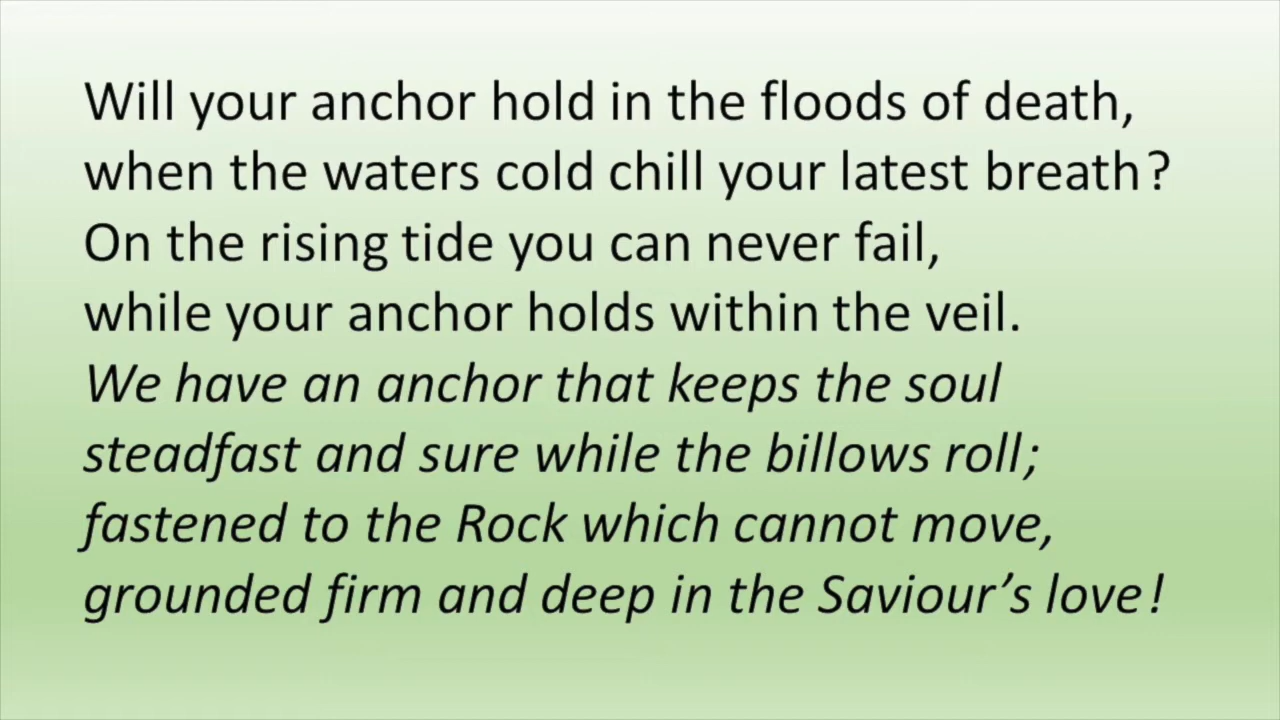 Will your anchor hold in the floods of death,
when the waters cold chill your latest breath?
On the rising tide you can never fail,
while your anchor holds within the veil.
We have an anchor that keeps the soul
steadfast and sure while the billows roll;
fastened to the Rock which cannot move,
grounded firm and deep in the Saviour’s love!